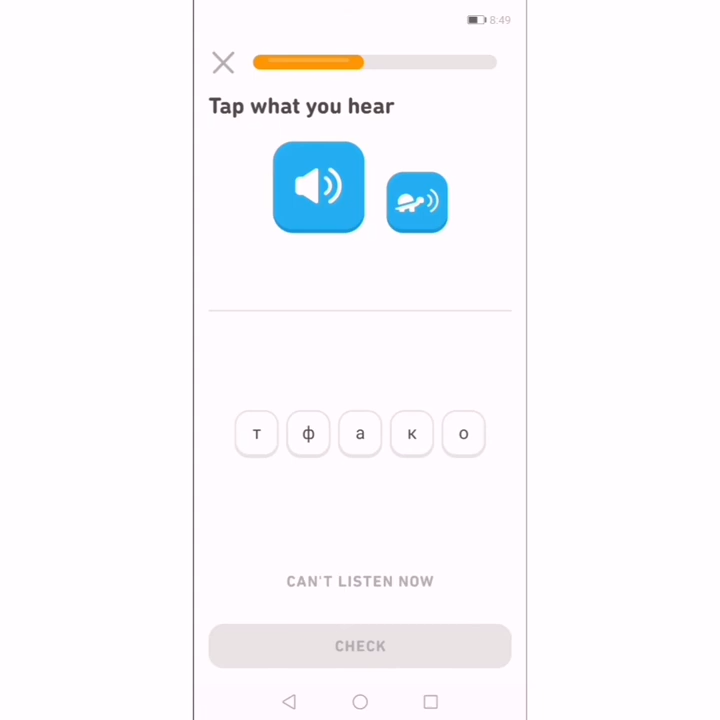 8:49
Tap what you hear
т ф а к о
CAN'T LISTEN NOW
CHECK